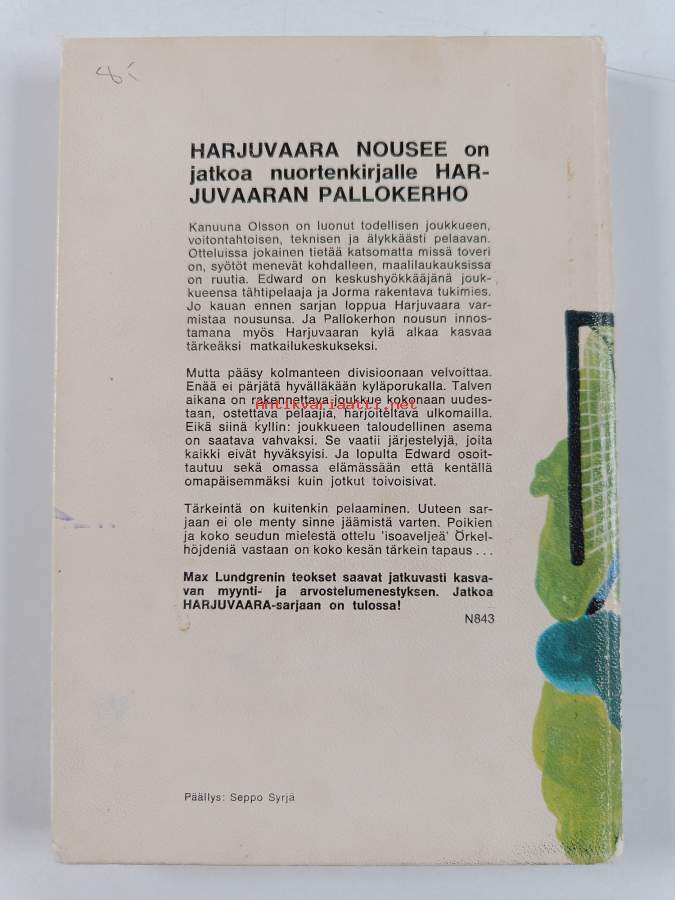 8:
HARJUVAARA NOUSEE on
jatkoa nuortenkirjalle HAR-
JUVAARAN PALLOKERHO
Kanuuna Olsson on luonut todellisen joukkueen,
voitontahtoisen, teknisen ja älykkäästi pelaavan.
Otteluissa jokainen tietää katsomatta missä toveri
on, syötöt menevät kohdalleen, maalilaukauksissa
on ruutia. Edward on keskushyökkääjänä jouk-
kueensa tähtipelaaja ja Jorma rakentava tukimies.
Jo kauan ennen sarjan loppua Harjuvaara var-
mistaa nousunsa. Ja Pallokerhon nousun innos-
tamana myös Harjuvaaran kylä alkaa kasvaa
tärkeäksi matkailukeskukseksi.
Mutta pääsy kolmanteen divisioonaan velvoittaa.
Enää ei pärjätä hyvälläkään kyläporukalla. Talven
aikana on rakennettava joukkue kokonaan uudes-
taan, ostettava pelaajia, harjoiteltava ulkomailla.
Antikvariaatti.net
Eikä siinä kyllin: joukkueen taloudellinen asema
on saatava vahvaksi. Se vaatii järjestelyjä, joita
kaikki eivät hyväksyisi. Ja lopulta Edward osoit-
tautuu sekä omassa elämässään että kentällä
omapäisemmäksi kuin jotkut toivoisivat.
Tärkeintä on kuitenkin pelaaminen. Uuteen sar-
jaan ei ole menty sinne jäämistä varten. Poikien
ja koko seudun mielestä ottelu 'isoaveljeä' Örkel-
höjdeniä vastaan on koko kesän tärkein tapaus...
Max Lundgrenin teokset saavat jatkuvasti kasva-
van myynti- ja arvostelumenestyksen. Jatkoa
HARJUVAARA-sarjaan on tulossa!
N843
Päällys: Seppo Syrjä